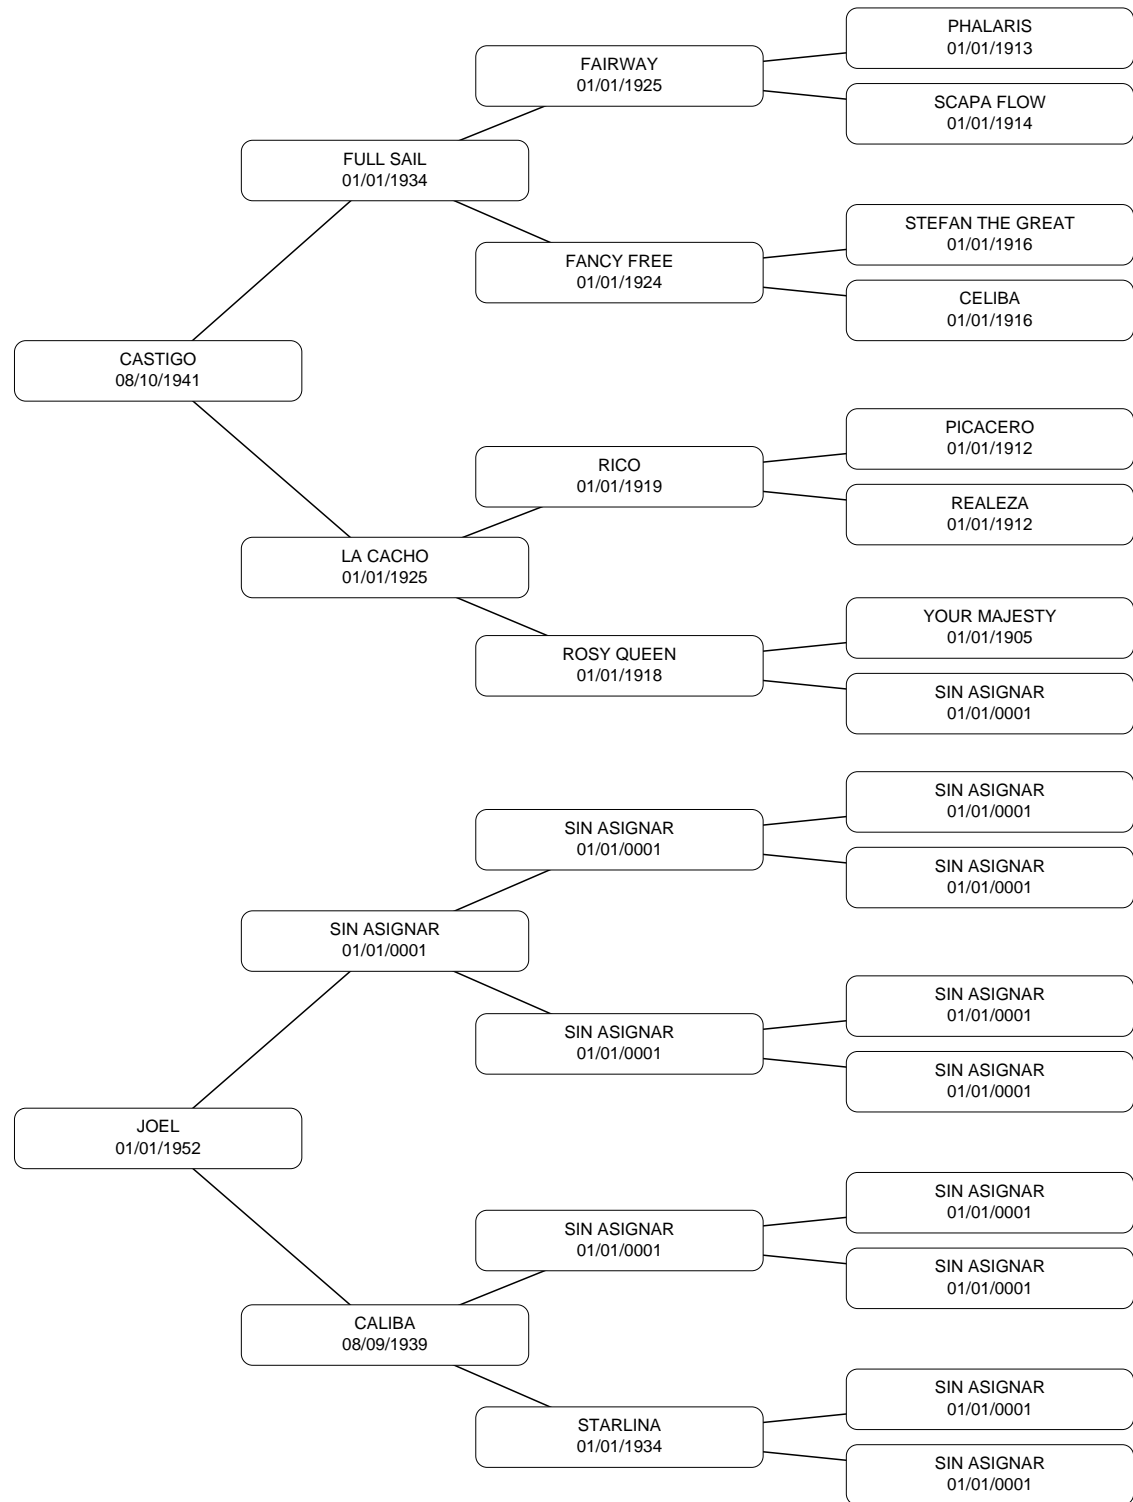 PHALARIS
01/01/1913
FAIRWAY
01/01/1925
SCAPA FLOW
01/01/1914
FULL SAIL
01/01/1934
STEFAN THE GREAT
01/01/1916
FANCY FREE
01/01/1924
CELIBA
01/01/1916
CASTIGO
08/10/1941
PICACERO
01/01/1912
RICO
01/01/1919
REALEZA
01/01/1912
LA CACHO
01/01/1925
YOUR MAJESTY
01/01/1905
ROSY QUEEN
01/01/1918
SIN ASIGNAR
01/01/0001
SIN ASIGNAR
01/01/0001
SIN ASIGNAR
01/01/0001
SIN ASIGNAR
01/01/0001
SIN ASIGNAR
01/01/0001
SIN ASIGNAR
01/01/0001
SIN ASIGNAR
01/01/0001
SIN ASIGNAR
01/01/0001
JOEL
01/01/1952
SIN ASIGNAR
01/01/0001
SIN ASIGNAR
01/01/0001
SIN ASIGNAR
01/01/0001
CALIBA
08/09/1939
SIN ASIGNAR
01/01/0001
STARLINA
01/01/1934
SIN ASIGNAR
01/01/0001